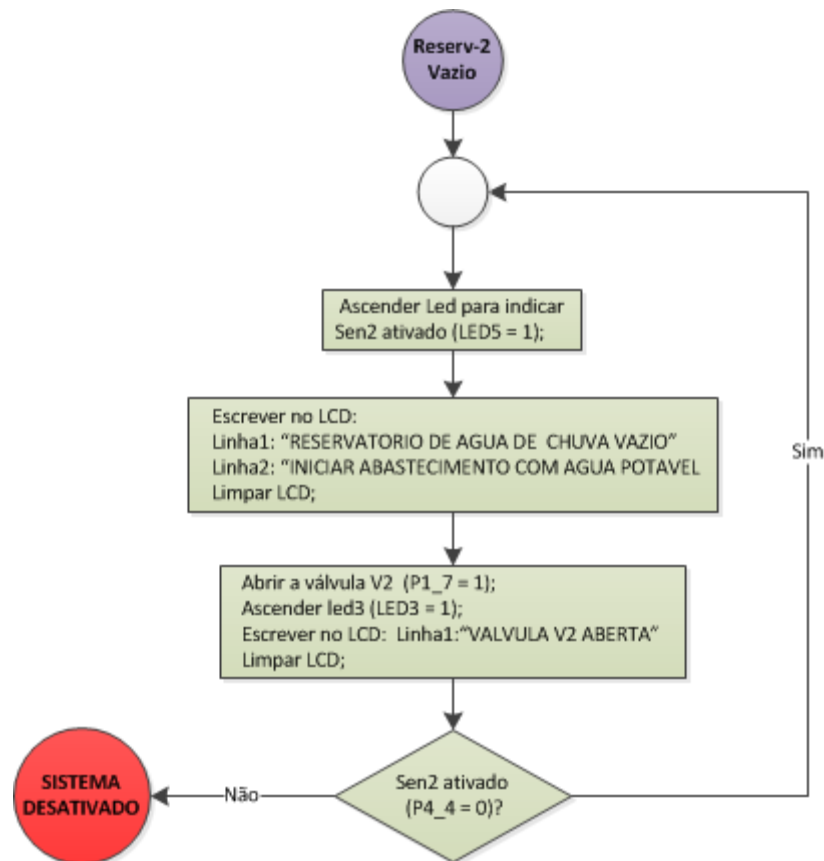 Reserv-2
Vazio
Ascender Led para indicar
Sen2 ativado (LED5 = 1);
Escrever no LCD:
Linha1: “RESERVATORIO DE AGUA DE  CHUVA VAZIO”
Linha2: “INICIAR ABASTECIMENTO COM AGUA POTAVEL
Limpar LCD;
Sim
Abrir a válvula V2  (P1_7 = 1);
Ascender led3 (LED3 = 1);
Escrever no LCD:  Linha1:“VALVULA V2 ABERTA”
Limpar LCD;
SISTEMA
DESATIVADO
Não
Sen2 ativado
(P4_4 = 0)?